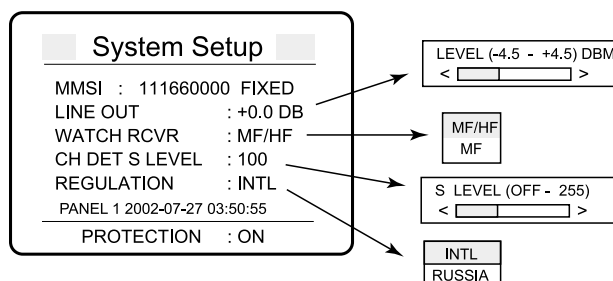 System Setup
MMSI : 111660000 FIXED
LINE OUT : +0.0 DB
WATCH RCVR : MF/HF
CH DET S LEVEL : 100
REGULATION : INTL
PANEL 1 2002-07-27 03:50:55
PROTECTION : ON
LEVEL (-4.5 - +4.5) DBM
< >
MF/HF
MF
S LEVEL (OFF - 255)
< >
INTL
RUSSIA